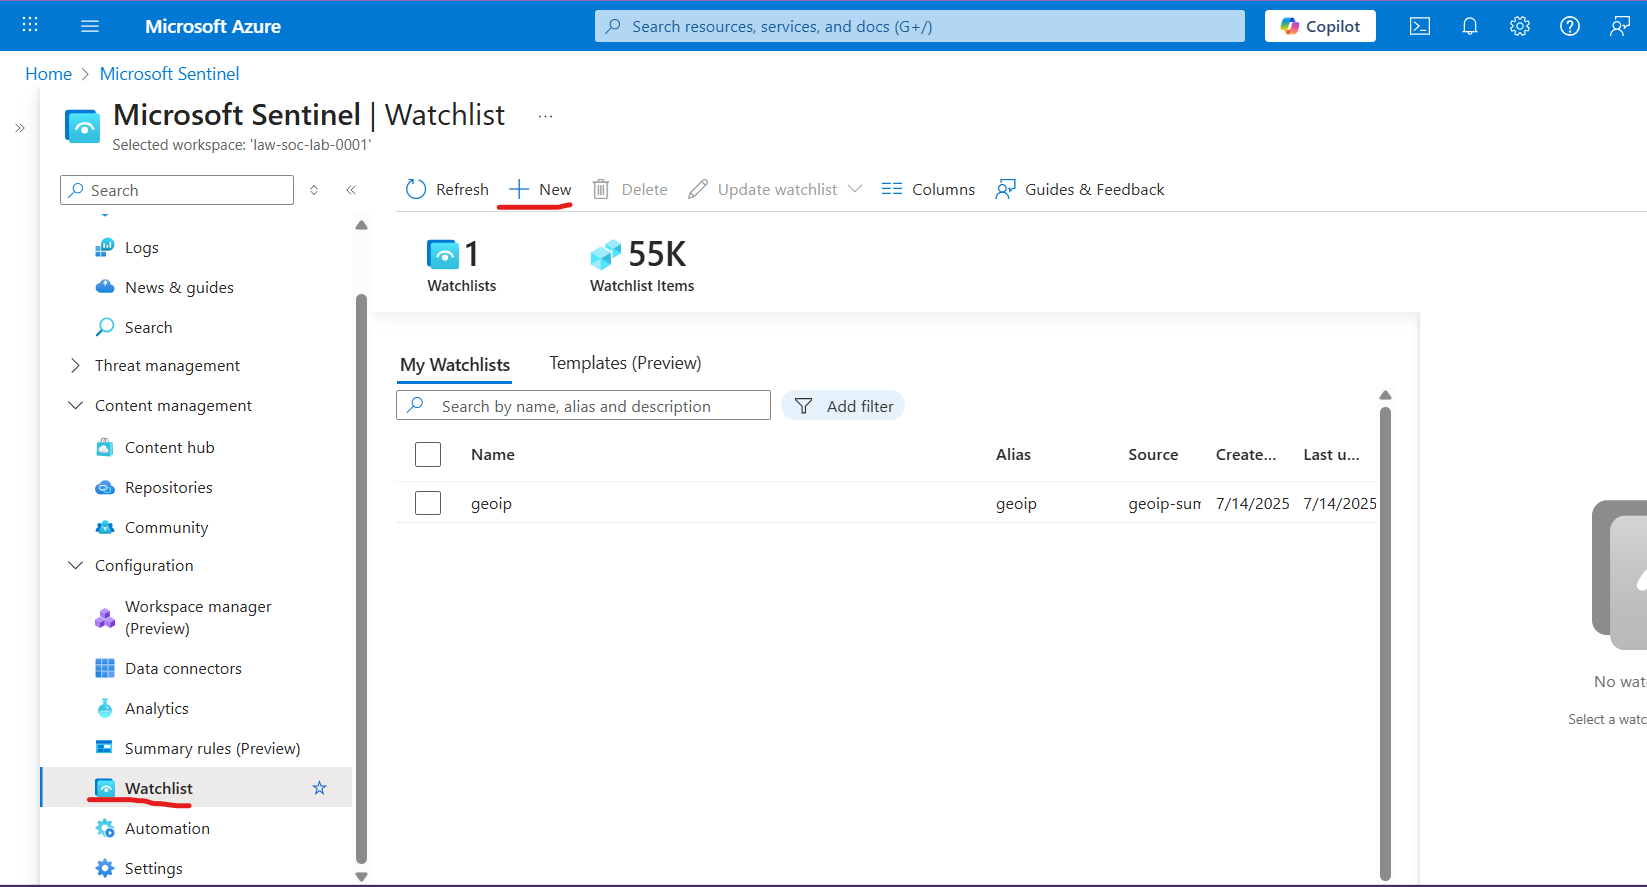 Microsoft Azure
Search resources, services, and docs (G+/)
Copilot
Home > Microsoft Sentinel
Microsoft Sentinel | Watchlist ...
Selected workspace: 'law-soc-lab-0001'
Search
Refresh
New
Delete
Update watchlist
Columns
Guides & Feedback
Logs
News & guides
Search
Threat management
Content management
Content hub
Repositories
Community
Configuration
Workspace manager
(Preview)
Data connectors
Analytics
Summary rules (Preview)
Watchlist
Automation
Settings
1
Watchlists
55K
Watchlist Items
My Watchlists
Templates (Preview)
Search by name, alias and description
Add filter
Name Alias Source Create... Last u...
geoip geoip geoip-sum 7/14/2025 7/14/2025
No wat
Select a watc